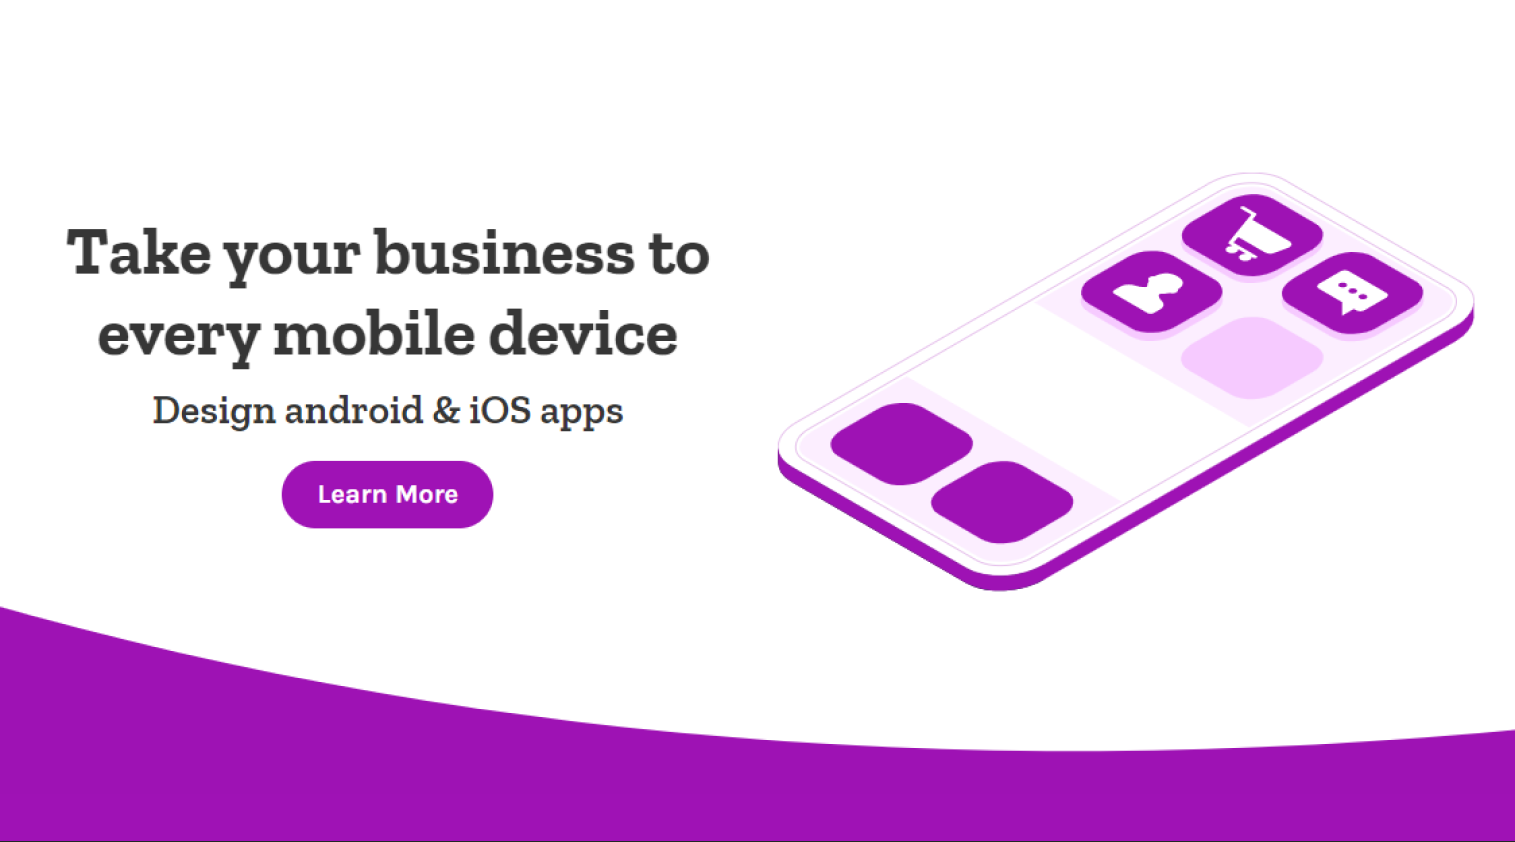 Take your business to
every mobile device
Design android & iOS apps
Learn More